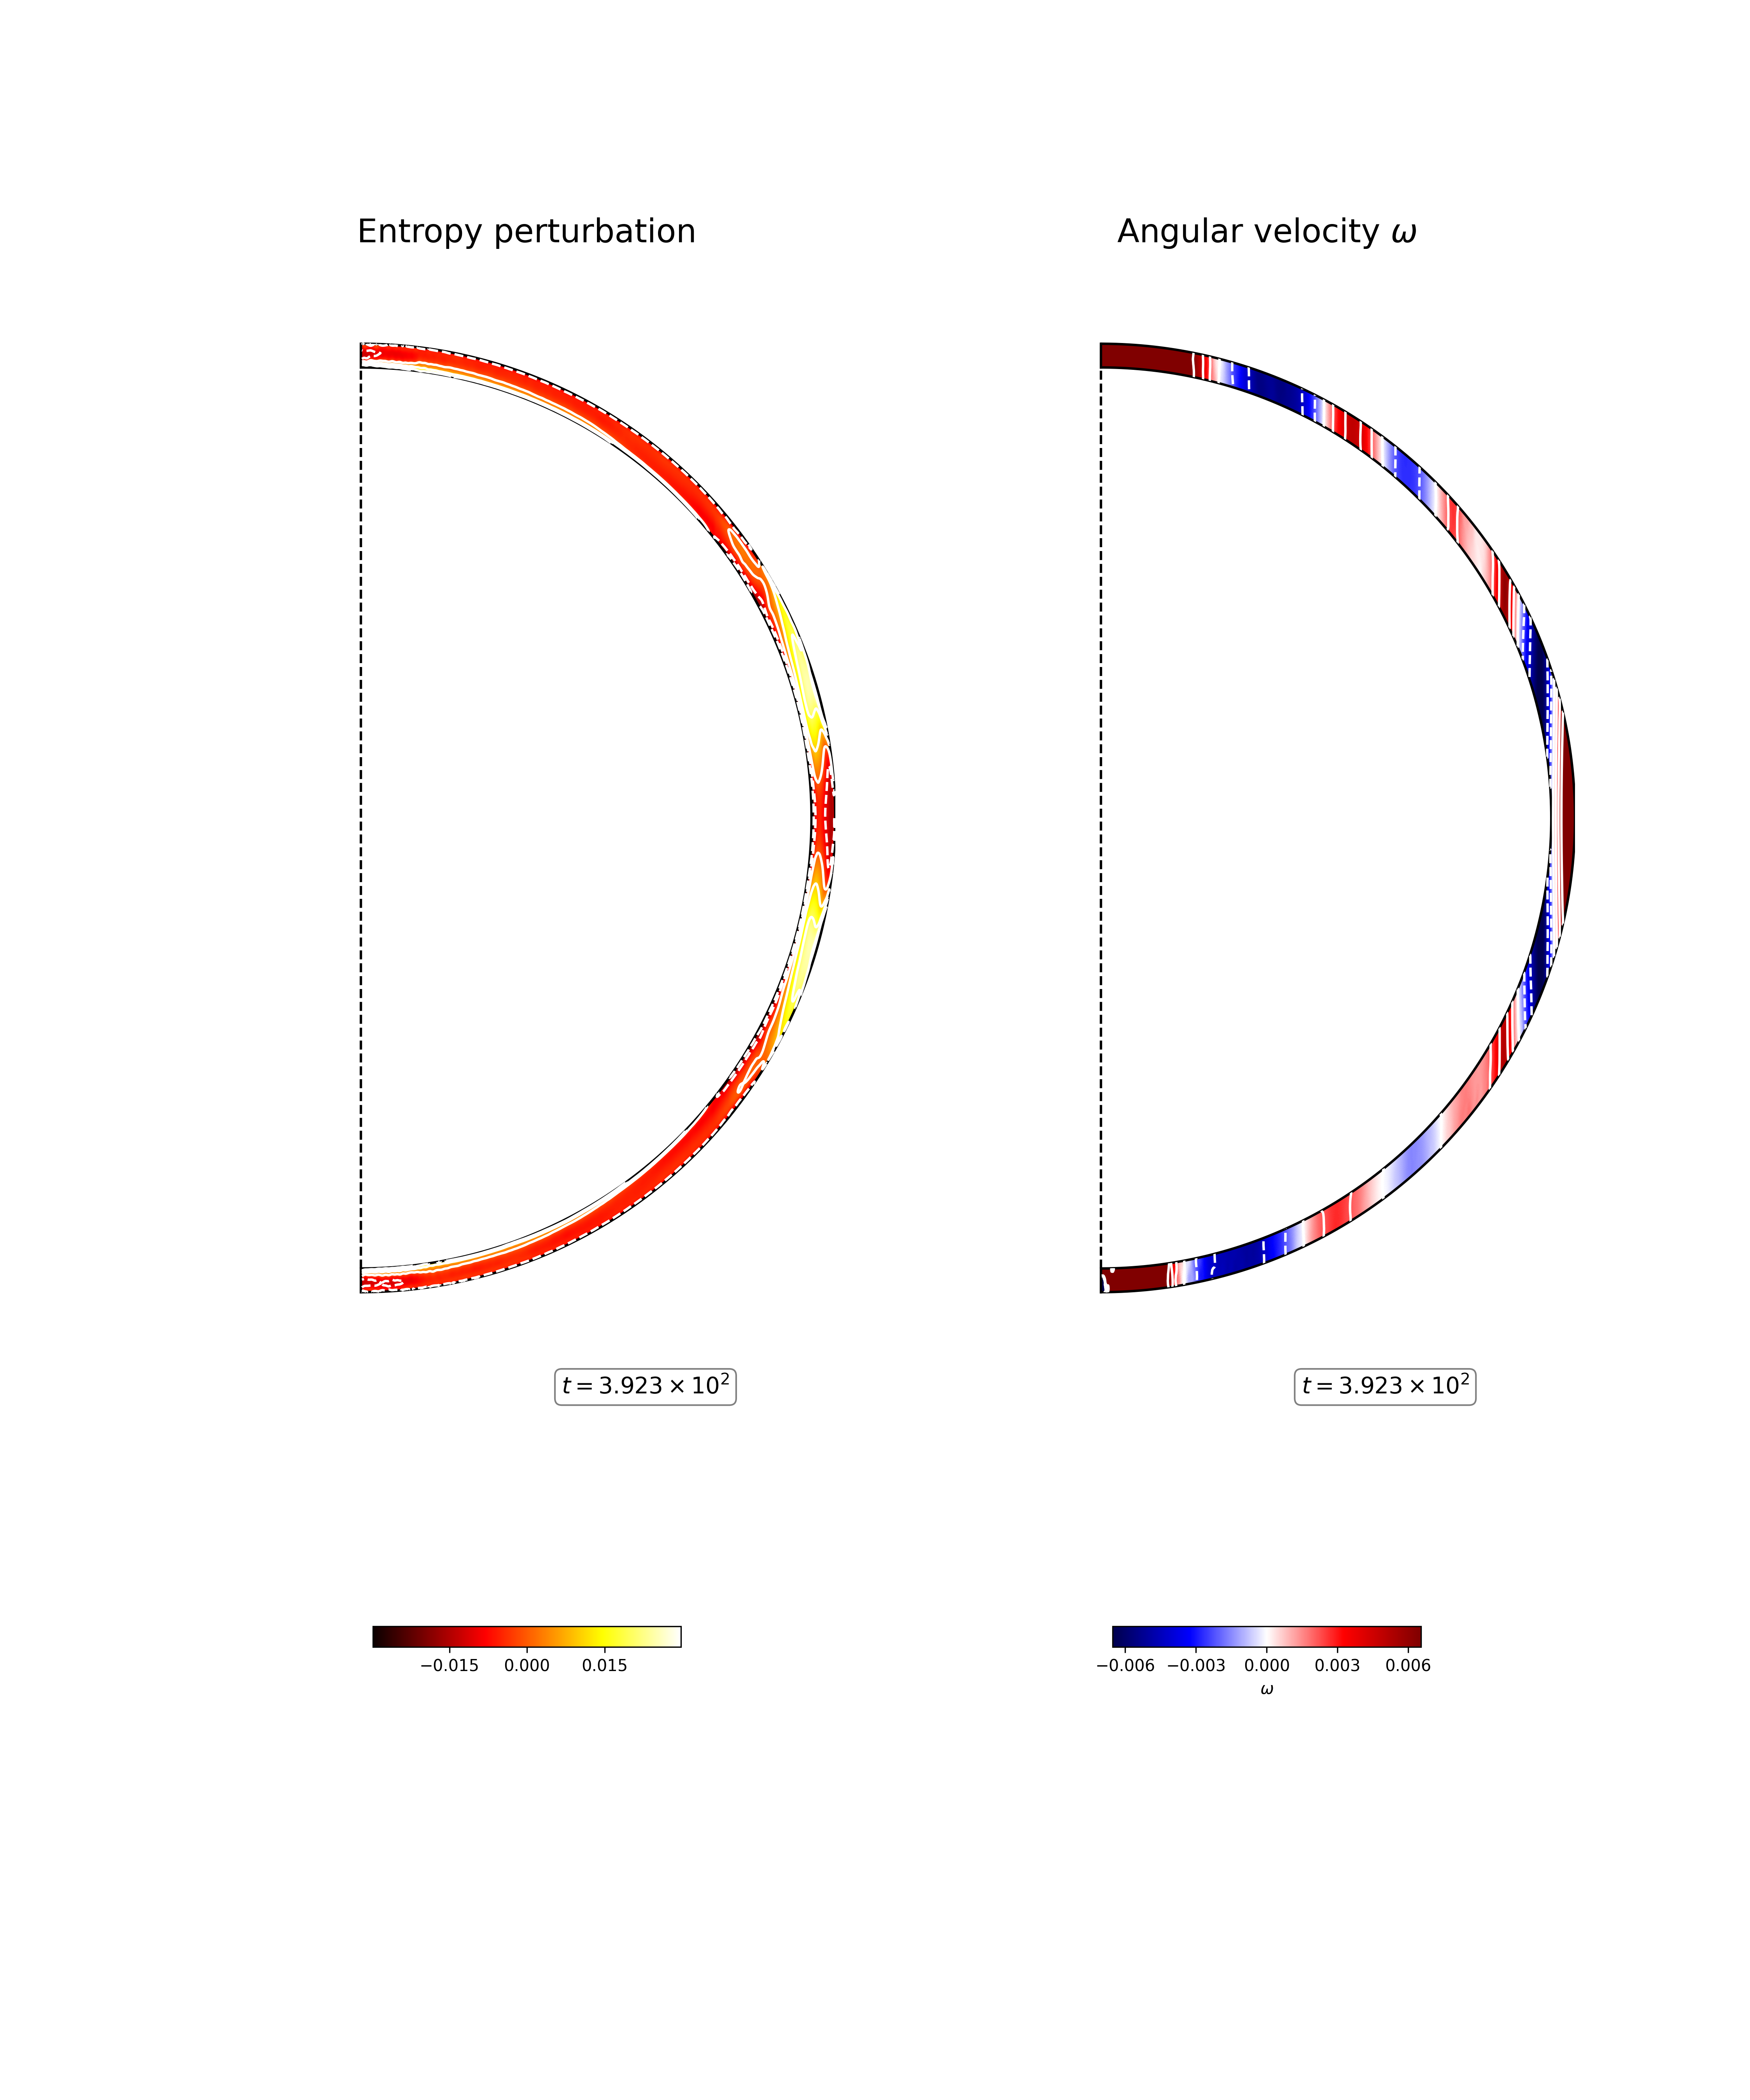 Entropy perturbation
Angular velocity ω
t = 3.923 × 10²
t = 3.923 × 10²
−0.015 0.000 0.015
−0.006 −0.003 0.000 0.003 0.006
ω